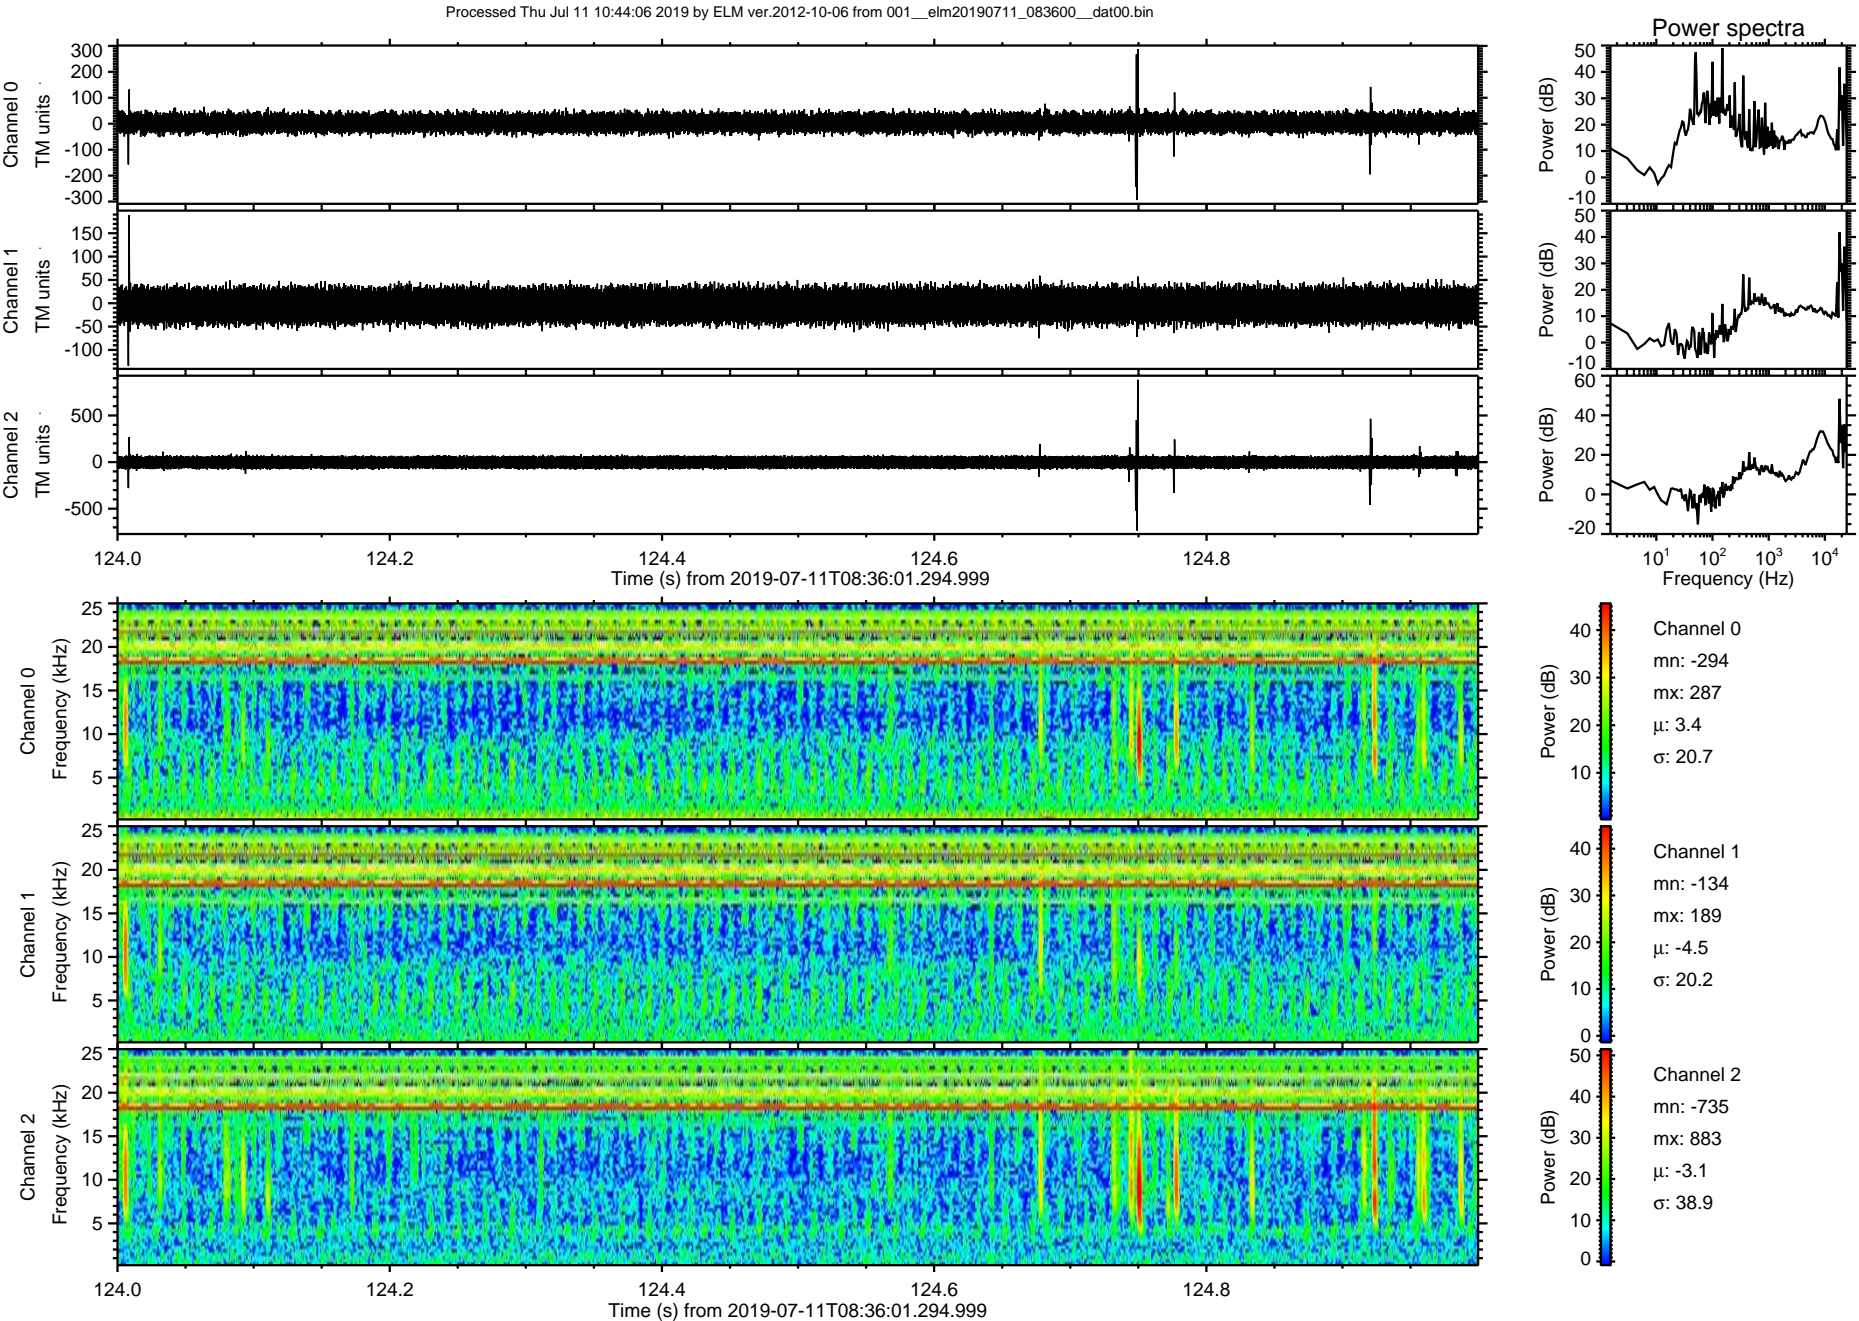 Processed Thu Jul 11 10:44:06 2019 by ELM ver.2012-10-06 from 001__elm20190711_083600__dat00.bin
Power spectra
Channel 0
TM units
300
200
100
0
-100
-200
-300
Power (dB)
50
40
30
20
10
0
-10
Channel 1
TM units
150
100
50
0
-50
-100
Power (dB)
50
40
30
20
10
0
-10
Channel 2
TM units
500
0
-500
Power (dB)
60
40
20
0
-20
124.0 124.2 124.4 124.6 124.8
Time (s) from 2019-07-11T08:36:01.294.999
10¹ 10² 10³ 10⁴
Frequency (Hz)
Channel 0
Frequency (kHz)
25
20
15
10
5
Power (dB)
40
30
20
10
Channel 0
mn: -294
mx: 287
μ: 3.4
σ: 20.7
Channel 1
Frequency (kHz)
25
20
15
10
5
Power (dB)
40
30
20
10
0
Channel 1
mn: -134
mx: 189
μ: -4.5
σ: 20.2
Channel 2
Frequency (kHz)
25
20
15
10
5
Power (dB)
50
40
30
20
10
0
Channel 2
mn: -735
mx: 883
μ: -3.1
σ: 38.9
124.0 124.2 124.4 124.6 124.8
Time (s) from 2019-07-11T08:36:01.294.999